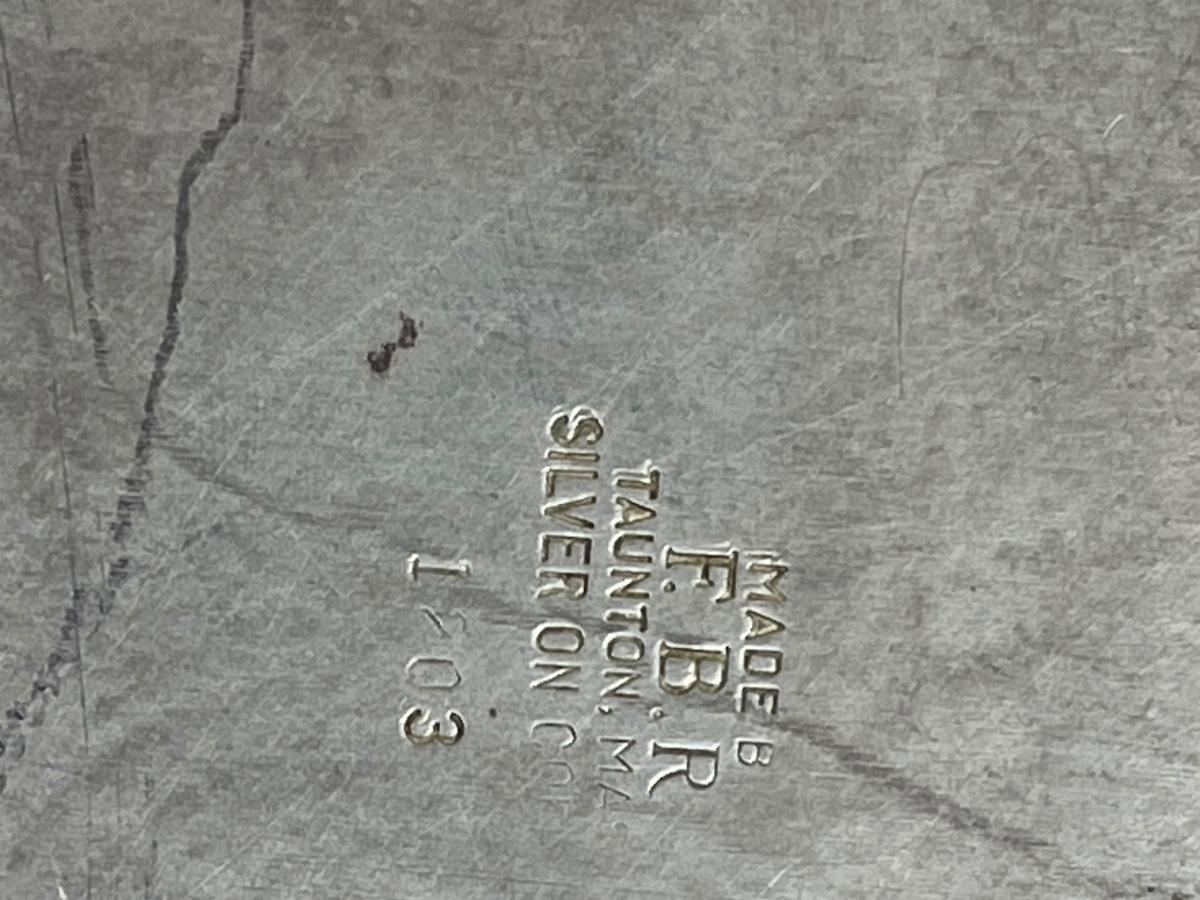 MADE B
F. B. R
TAUNTON, MA
SILVER ON CO
1203